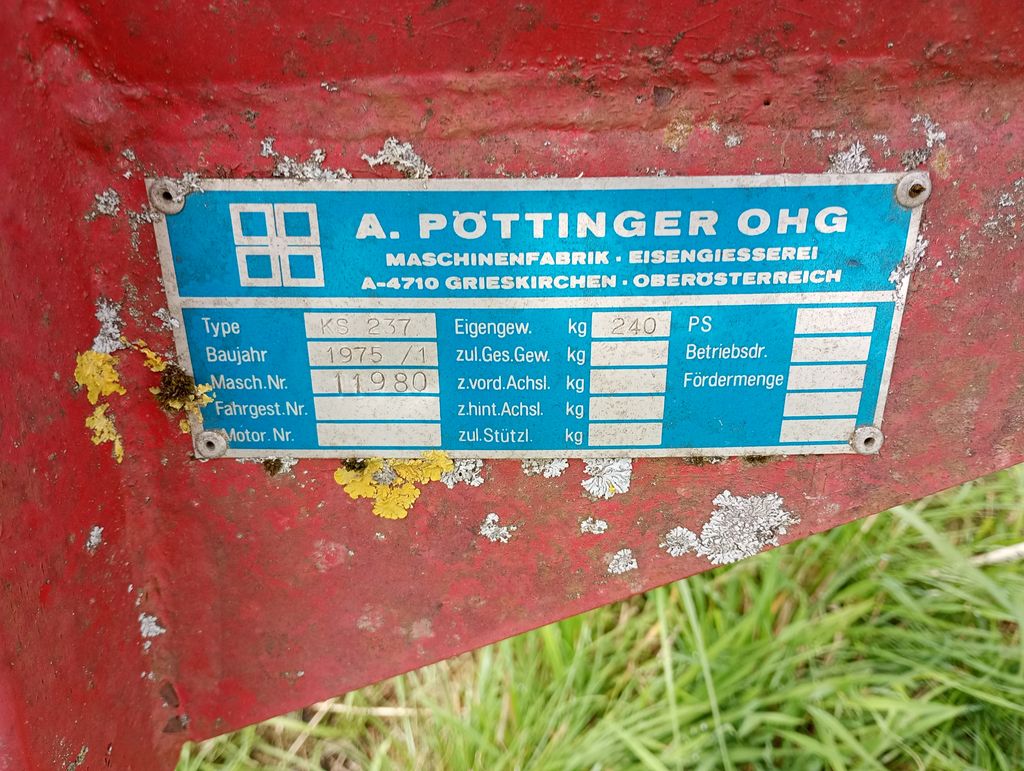 A. PÖTTINGER OHG
MASCHINENFABRIK · EISENGIESSEREI
A-4710 GRIESKIRCHEN · OBERÖSTERREICH
Type KS 237 Eigengew. kg 240 PS
Baujahr 1975 /1 zul.Ges.Gew. kg Betriebsdr.
Masch.Nr. 11980 z.vord.Achsl. kg Fördermenge
Fahrgest.Nr. z.hint.Achsl. kg
Motor.Nr. zul.Stützl. kg